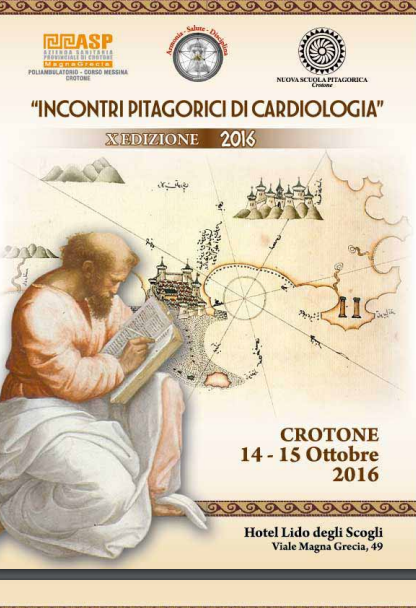 ASP
AZIENDA SANITARIA
PROVINCIALE DI CROTONE
MagnaGrecia
POLIAMBULATORIO - CORSO MESSINA
CROTONE
Armonia - Salute - Disciplina
NUOVA SCUOLA PITAGORICA
Crotone
“INCONTRI PITAGORICI DI CARDIOLOGIA”
X EDIZIONE 2016
CROTONE
14 - 15 Ottobre
2016
Hotel Lido degli Scogli
Viale Magna Grecia, 49